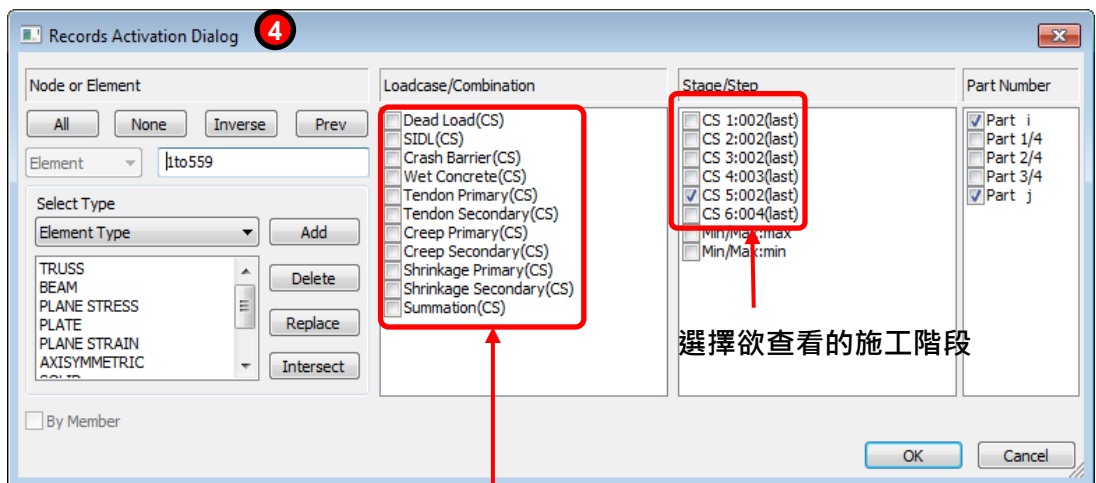 Records Activation Dialog
4
Node or Element
All None Inverse Prev
Element 1to559
Select Type
Element Type Add
TRUSS
BEAM
PLANE STRESS
PLATE
PLANE STRAIN
AXISYMMETRIC
Delete
Replace
Intersect
By Member
Loadcase/Combination
Dead Load(CS)
SIDL(CS)
Crash Barrier(CS)
Wet Concrete(CS)
Tendon Primary(CS)
Tendon Secondary(CS)
Creep Primary(CS)
Creep Secondary(CS)
Shrinkage Primary(CS)
Shrinkage Secondary(CS)
Summation(CS)
Stage/Step
CS 1:002(last)
CS 2:002(last)
CS 3:002(last)
CS 4:003(last)
CS 5:002(last)
CS 6:004(last)
Min/Max:max
Min/Max:min
選擇欲查看的施工階段
Part Number
Part i
Part 1/4
Part 2/4
Part 3/4
Part j
OK Cancel